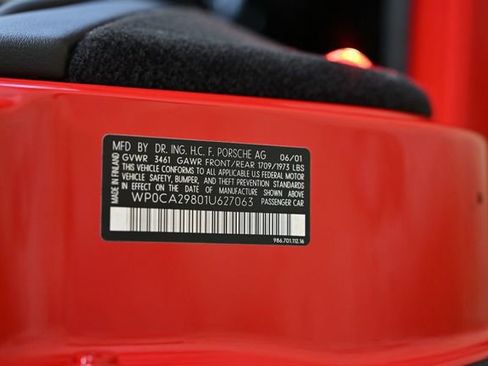 MFD BY DR. ING. H.C. F. PORSCHE AG 06/01
GVWR 3461 GAWR FRONT/REAR 1709/1973 LBS
THIS VEHICLE CONFORMS TO ALL APPLICABLE US FEDERAL MOTOR
VEHICLE SAFETY, BUMPER, AND THEFT PREVENTION STANDARDS
IN EFFECT ON THE DATE OF MANUFACTURE SHOWN ABOVE
WP0CA29801U627063 PASSENGER CAR
MADE IN FINLAND
986.701.112.16